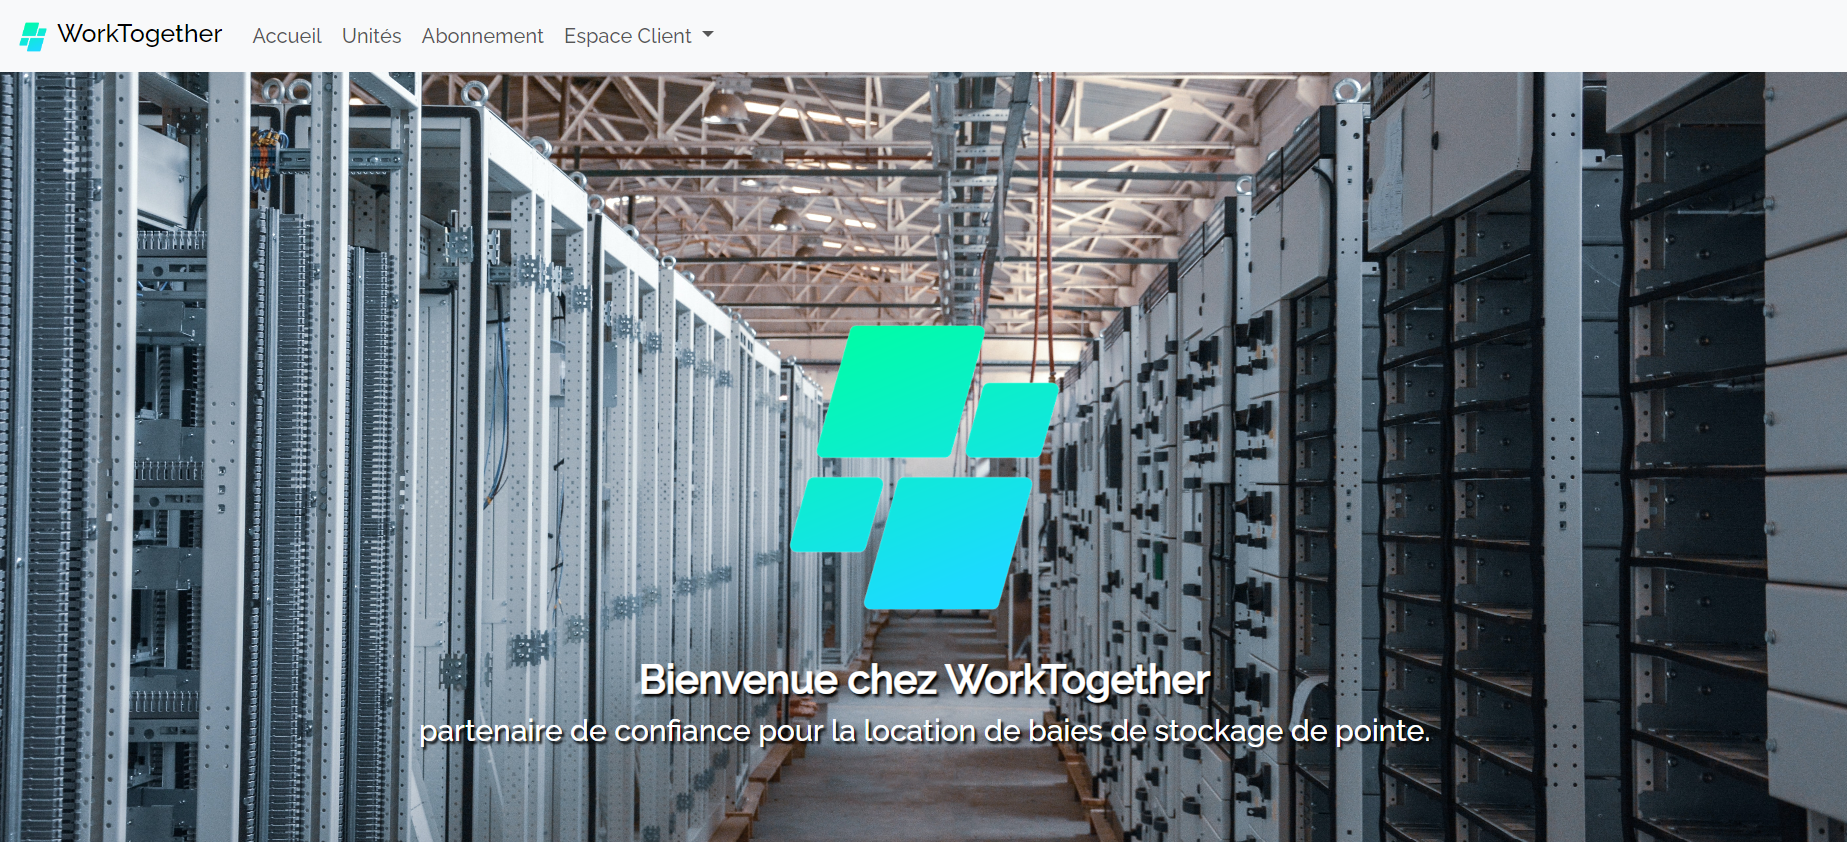 WorkTogether Accueil Unités Abonnement Espace Client
Bienvenue chez WorkTogether
partenaire de confiance pour la location de baies de stockage de pointe.